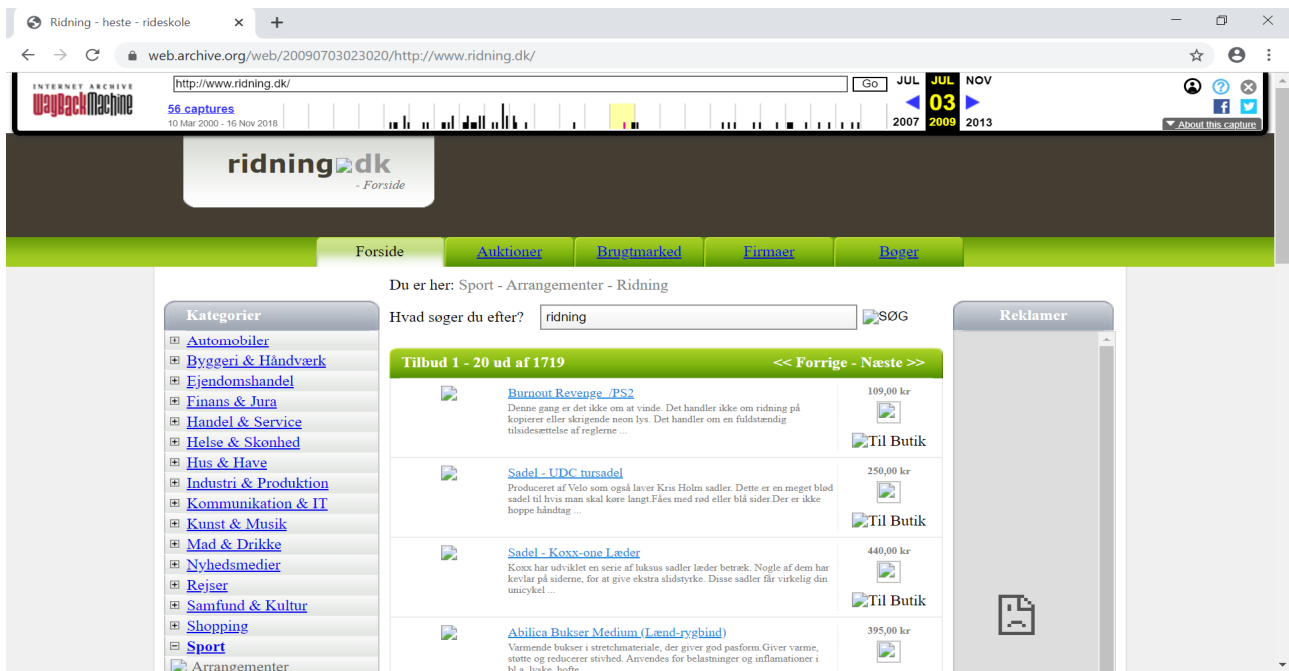 Ridning - heste - rideskole
web.archive.org/web/20090703023020/http://www.ridning.dk/
INTERNET ARCHIVE
WayBackMachine
http://www.ridning.dk/
Go
JUL JUL NOV
56 captures
03
10 Mar 2000 - 16 Nov 2018
2007 2009 2013
About this capture
ridning dk
- Forside
Forside Auktioner Brugtmarked Firmaer Bøger
Du er her: Sport - Arrangementer - Ridning
Kategorier
Hvad søger du efter? ridning SØG
Reklamer
Automobiler
Byggeri & Håndværk
Ejendomshandel
Finans & Jura
Handel & Service
Helse & Skønhed
Hus & Have
Industri & Produktion
Kommunikation & IT
Kunst & Musik
Mad & Drikke
Nyhedsmedier
Rejser
Samfund & Kultur
Shopping
Sport
Arrangementer
Tilbud 1 - 20 ud af 1719 << Forrige - Næste >>
Burnout Revenge /PS2
109,00 kr
Denne gang er det ikke om at vinde. Det handler ikke om ridning på
kopierer eller skrigende neon lys. Det handler om en fuldstændig
tilsidesættelse af reglerne ...
Til Butik
Sadel - UDC tursadel
250,00 kr
Produceret af Velo som også laver Kris Holm sadler. Dette er en meget blød
sadel til hvis man skal køre langt.Fåes med rød eller blå sider.Der er ikke
hoppe håndtag ...
Til Butik
Sadel - Koxx-one Læder
440,00 kr
Koxx har udviklet en serie af luksus sadler læder betræk. Nogle af dem har
kevlar på siderne, for at give ekstra slidstyrke. Disse sadler får virkelig din
unicykel ...
Til Butik
Abilica Bukser Medium (Lænd-rygbind)
395,00 kr
Varmende bukser i stretchmateriale, der giver god pasform.Giver varme,
støtte og reducerer stivhed. Anvendes for belastninger og inflamationer i
bl.a. lyske, hofte